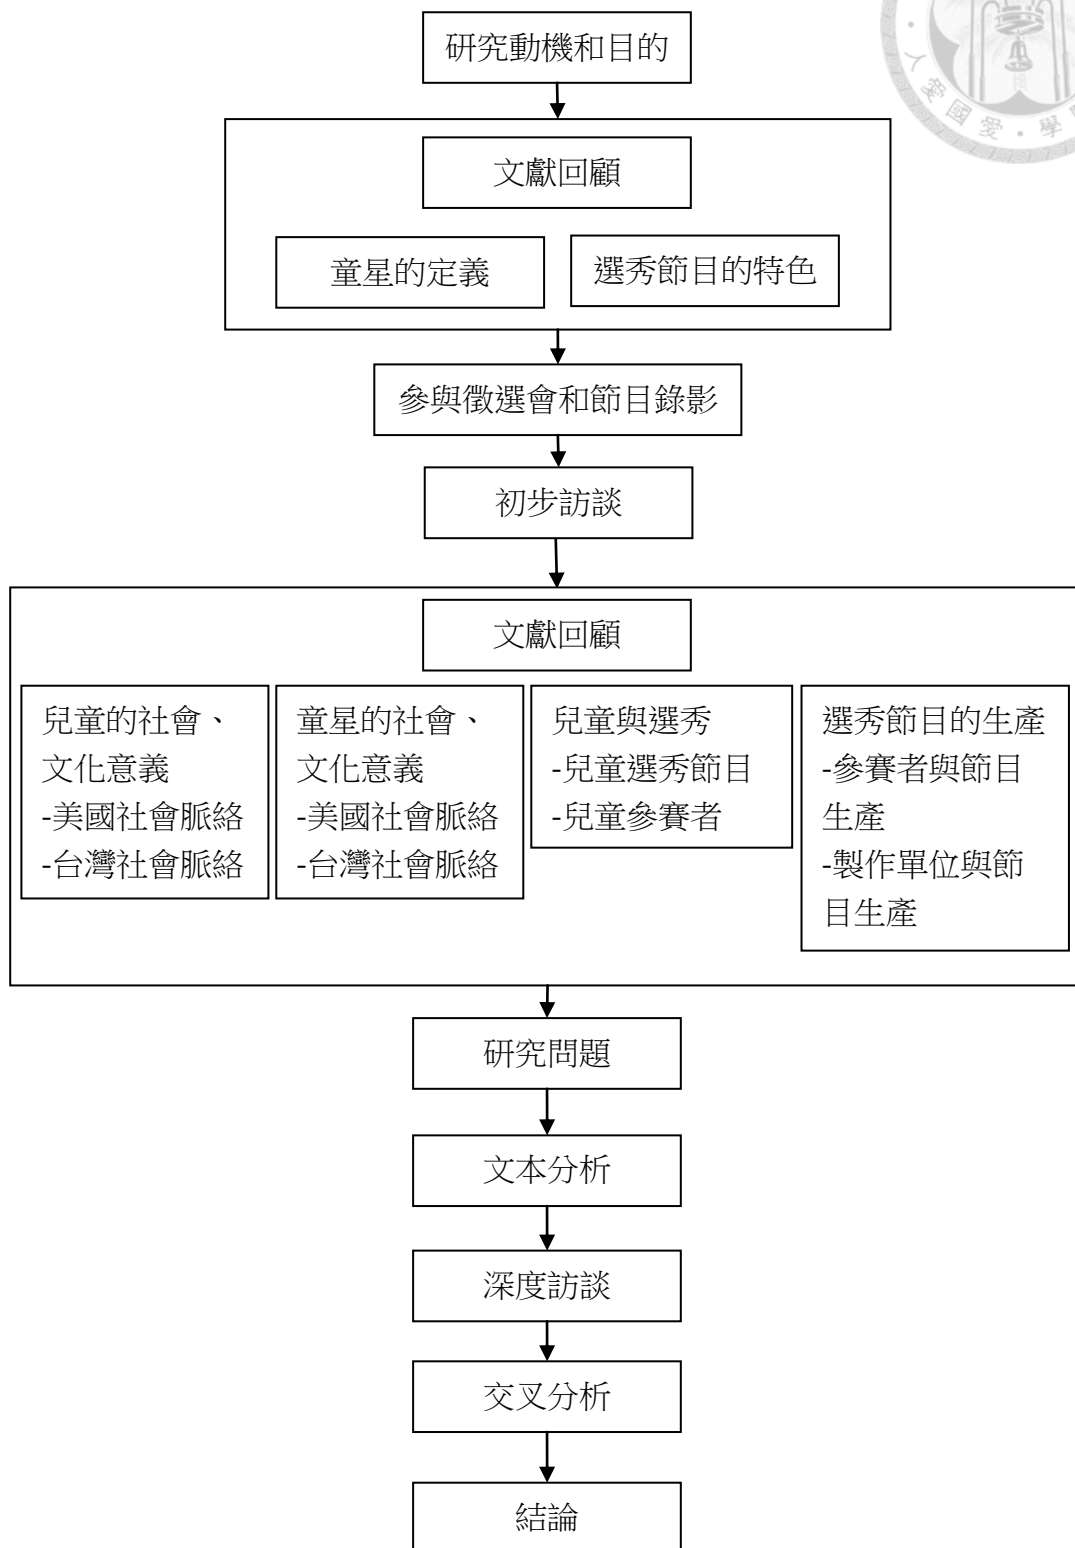 研究動機和目的
人愛國愛・學
文獻回顧
童星的定義
選秀節目的特色
參與徵選會和節目錄影
初步訪談
文獻回顧
兒童的社會、
文化意義
-美國社會脈絡
-台灣社會脈絡
童星的社會、
文化意義
-美國社會脈絡
-台灣社會脈絡
兒童與選秀
-兒童選秀節目
-兒童參賽者
選秀節目的生產
-參賽者與節目
生產
-製作單位與節
目生產
研究問題
文本分析
深度訪談
交叉分析
結論